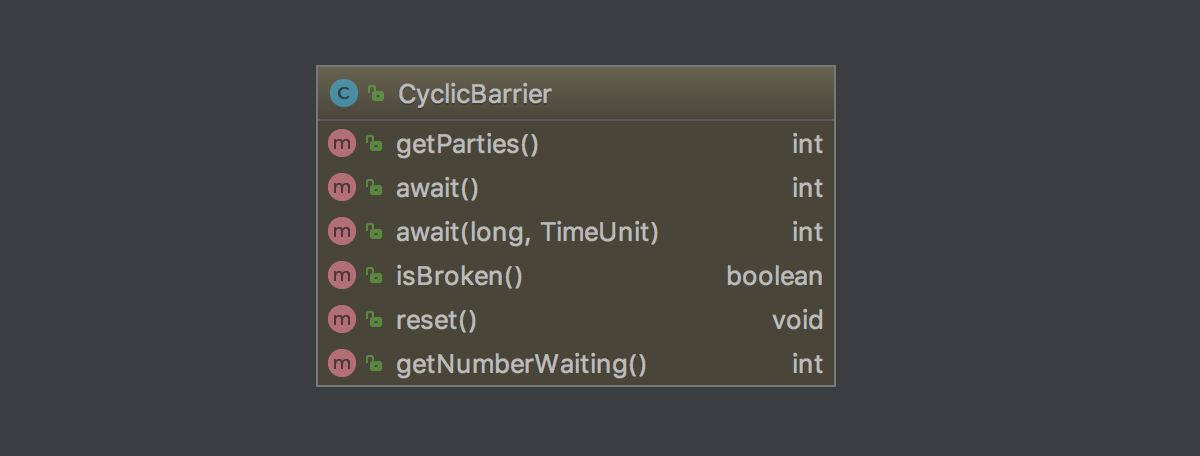 C CyclicBarrier
m getParties() int
m await() int
m await(long, TimeUnit) int
m isBroken() boolean
m reset() void
m getNumberWaiting() int